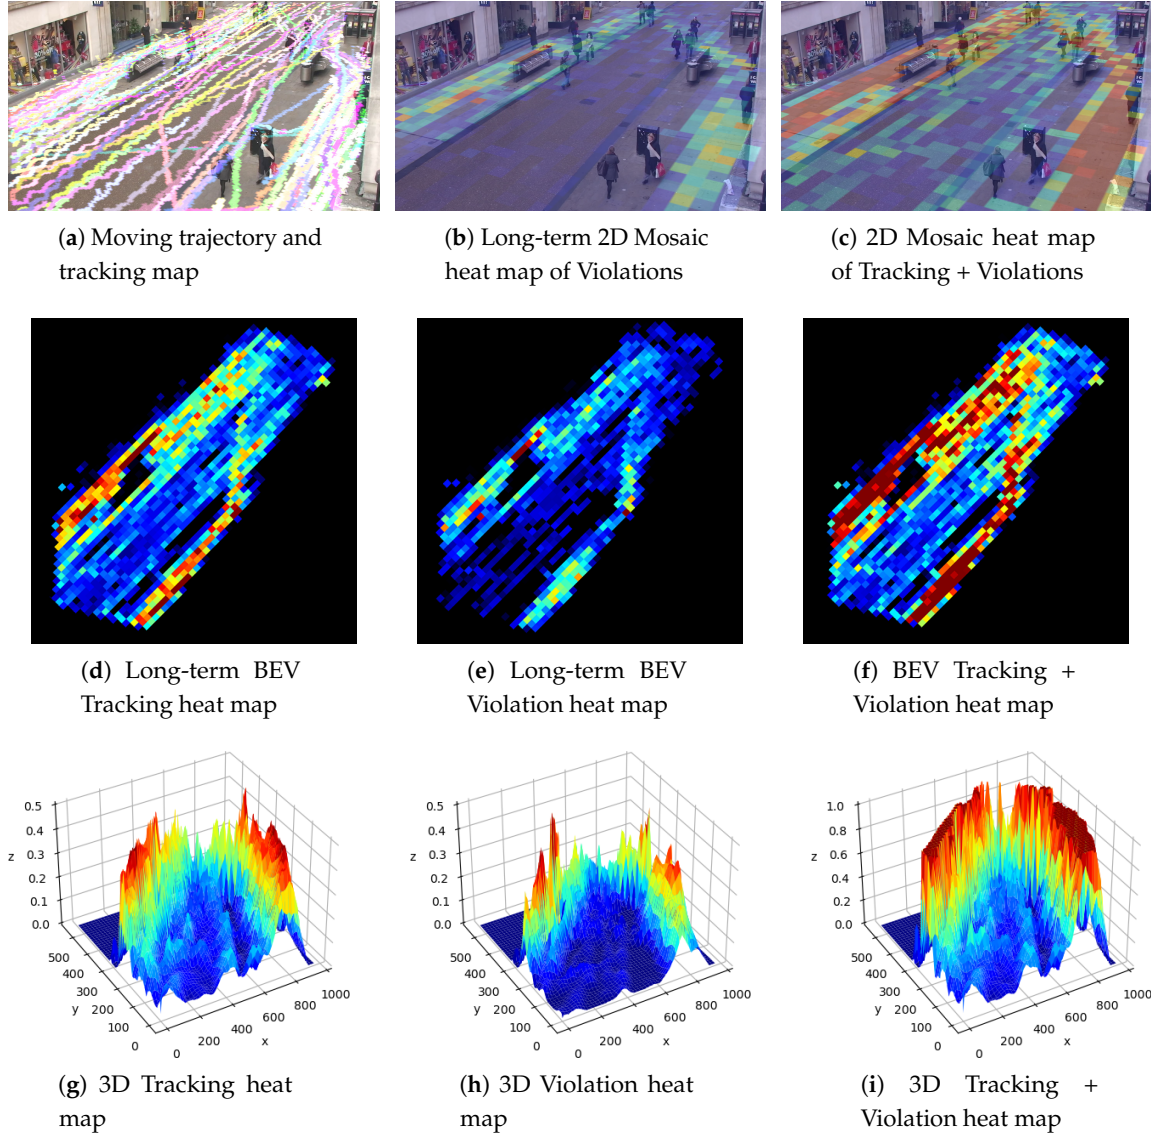 (a) Moving trajectory and
tracking map
(b) Long-term 2D Mosaic
heat map of Violations
(c) 2D Mosaic heat map
of Tracking + Violations
(d) Long-term BEV
Tracking heat map
(e) Long-term BEV
Violation heat map
(f) BEV Tracking +
Violation heat map
0.5
0.4
0.3
z
0.2
0.1
0.0
500
400
300
y 200
100
0
0
200
400
600
x
800
1000
0.5
0.4
0.3
z
0.2
0.1
0.0
500
400
300
y 200
100
0
0
200
400
600
x
800
1000
1.0
0.8
z
0.6
0.4
0.2
0.0
500
400
300
y 200
100
0
0
200
400
600
x
800
1000
(g) 3D Tracking heat
map
(h) 3D Violation heat
map
(i) 3D Tracking +
Violation heat map